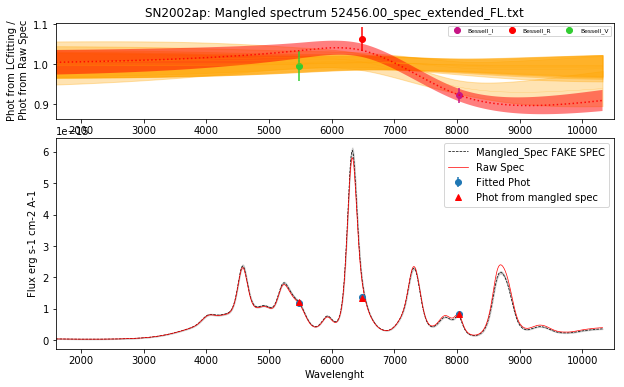 SN2002ap: Mangled spectrum 52456.00_spec_extended_FL.txt
Phot from LCfitting /
Phot from Raw Spec
1.1
1.0
0.9
Bessell_I Bessell_R Bessell_V
2000 3000 4000 5000 6000 7000 8000 9000 10000
Flux erg s-1 cm-2 A-1
6
5
4
3
2
1
0
Mangled_Spec FAKE SPEC
Raw Spec
Fitted Phot
Phot from mangled spec
2000 3000 4000 5000 6000 7000 8000 9000 10000
Wavelenght